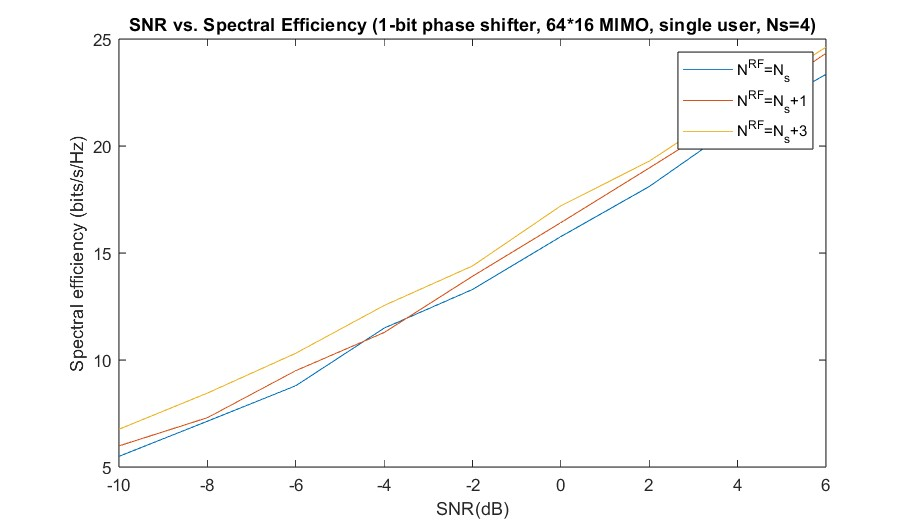 SNR vs. Spectral Efficiency (1-bit phase shifter, 64*16 MIMO, single user, Ns=4)
25
N^RF=N_s
N^RF=N_s+1
N^RF=N_s+3
20
15
10
5
Spectral efficiency (bits/s/Hz)
-10 -8 -6 -4 -2 0 2 4 6
SNR(dB)